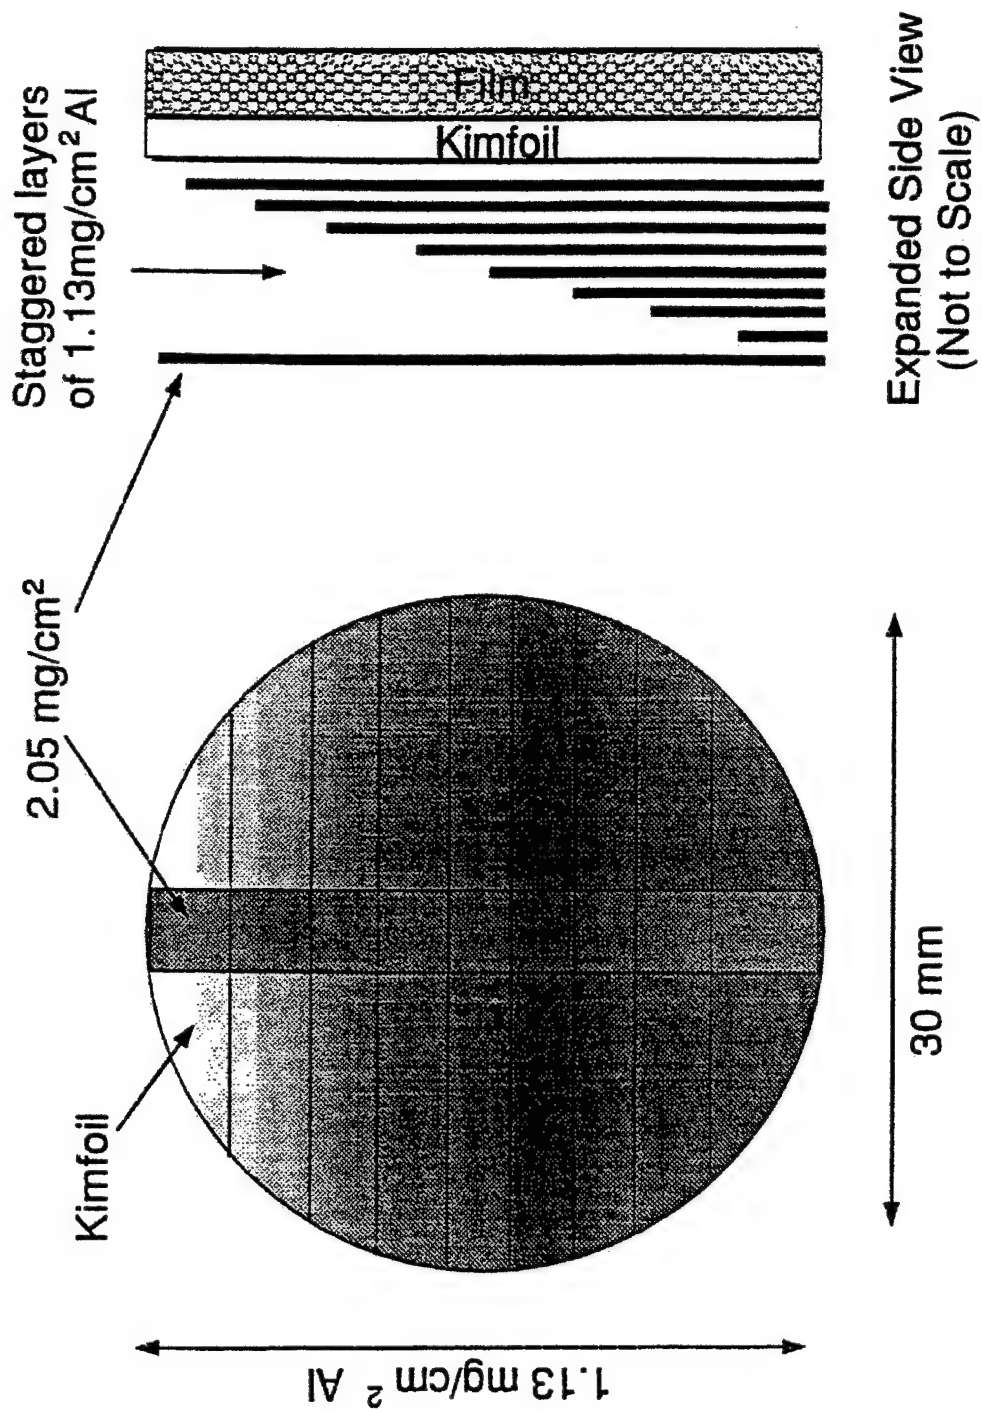 Staggered layers
of 1.13mg/cm² Al
Film
Kimfoil
2.05 mg/cm²
Kimfoil
1.13 mg/cm² Al
30 mm
Expanded Side View
(Not to Scale)